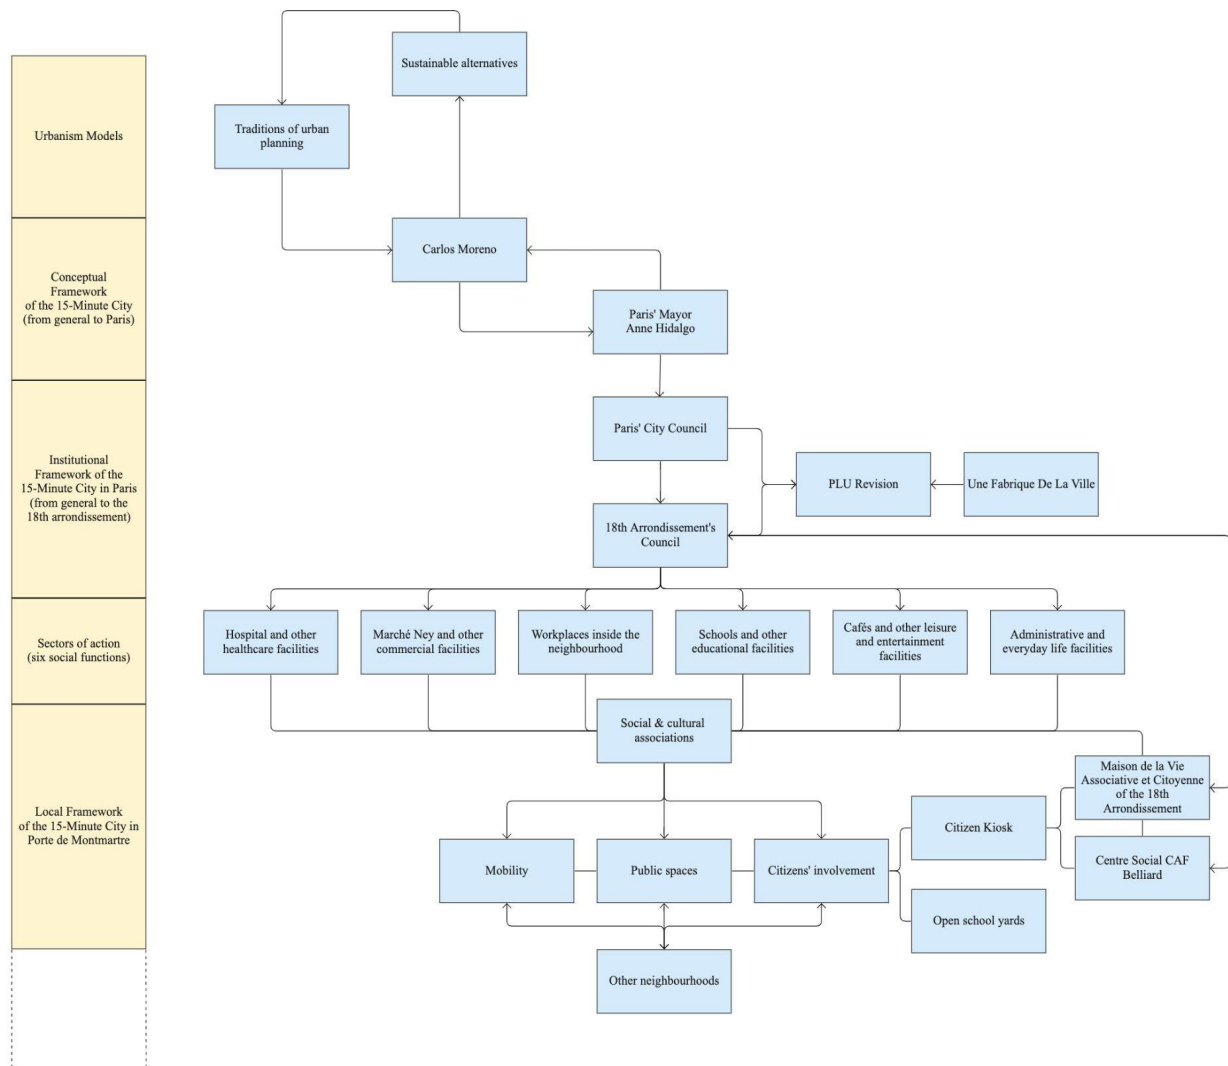 Sustainable alternatives
Traditions of urban
planning
Urbanism Models
Carlos Moreno
Conceptual
Framework
of the 15-Minute City
(from general to Paris)
Paris' Mayor
Anne Hidalgo
Paris' City Council
Institutional
Framework of the
15-Minute City in Paris
(from general to the
18th arrondissement)
PLU Revision
Une Fabrique De La Ville
18th Arrondissement's
Council
Sectors of action
(six social functions)
Hospital and other
healthcare facilities
Marché Ney and other
commercial facilities
Workplaces inside the
neighbourhood
Schools and other
educational facilities
Cafés and other leisure
and entertainment
facilities
Administrative and
everyday life facilities
Social & cultural
associations
Local Framework
of the 15-Minute City in
Porte de Montmartre
Maison de la Vie
Associative et Citoyenne
of the 18th
Arrondissement
Citizen Kiosk
Mobility
Public spaces
Citizens' involvement
Centre Social CAF
Belliard
Open school yards
Other neighbourhoods